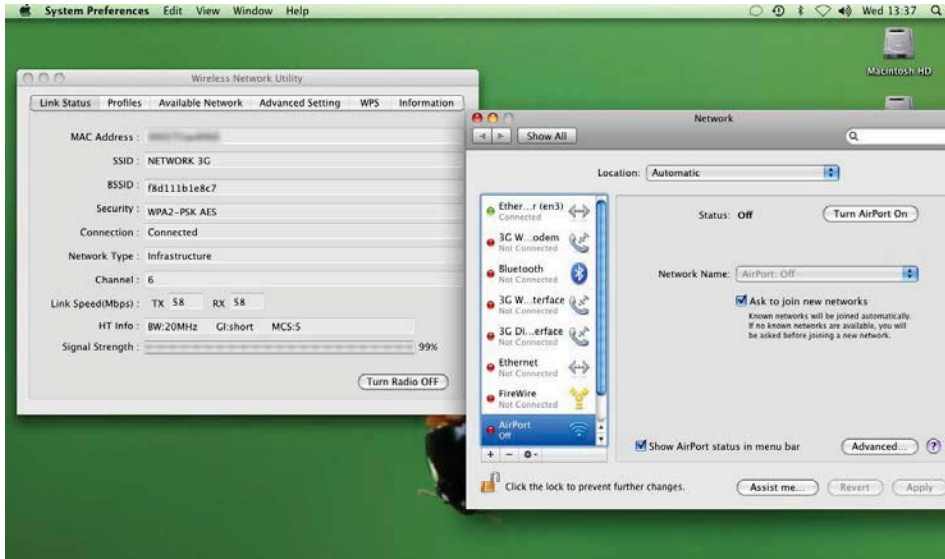 System Preferences Edit View Window Help
Wed 13:37
Macintosh HD
Wireless Network Utility
Link Status Profiles Available Network Advanced Setting WPS Information
MAC Address :
SSID : NETWORK 3G
BSSID : f8d111b1e8c7
Security : WPA2-PSK AES
Connection : Connected
Network Type : Infrastructure
Channel : 6
Link Speed(Mbps) : TX 58 RX 58
HT Info : BW:20MHz GI:short MCS:5
Signal Strength : 99%
Turn Radio OFF
Network
Show All
Location: Automatic
Ether...r (en3)
Connected
3G W...odem
Not Connected
Bluetooth
Not Connected
3G W...terface
Not Connected
3G Di...erface
Not Connected
Ethernet
Not Connected
FireWire
Not Connected
AirPort
Off
Status: Off Turn AirPort On
Network Name: AirPort: Off
Ask to join new networks
Known networks will be joined automatically.
If no known networks are available, you will
be asked before joining a new network.
Show AirPort status in menu bar Advanced... ?
Click the lock to prevent further changes. Assist me... Revert Apply